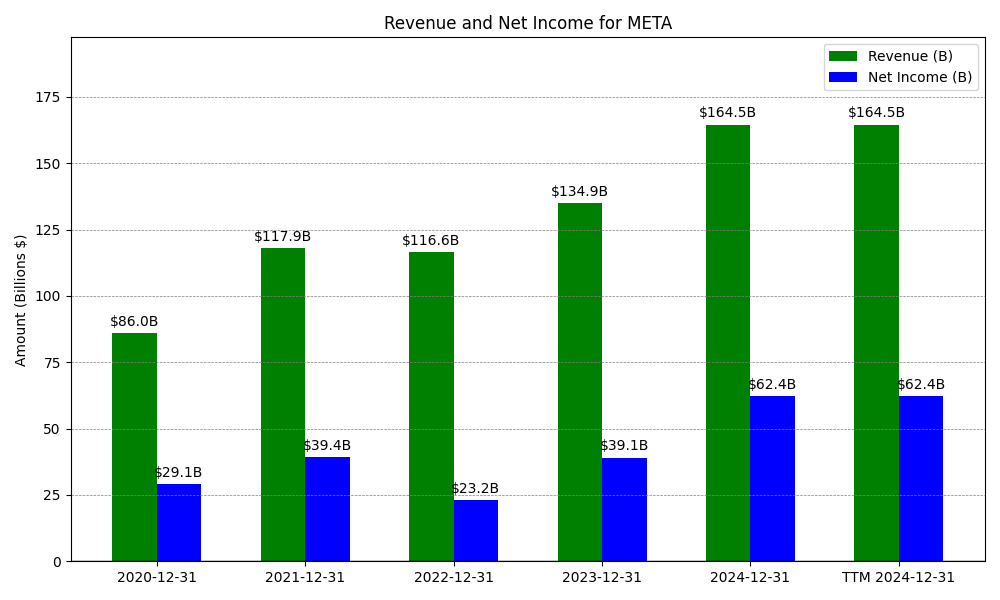 Revenue and Net Income for META
Revenue (B)
Net Income (B)
Amount (Billions $)
175
150
125
100
75
50
25
0
$86.0B
$29.1B
$117.9B
$39.4B
$116.6B
$23.2B
$134.9B
$39.1B
$164.5B
$62.4B
$164.5B
$62.4B
2020-12-31
2021-12-31
2022-12-31
2023-12-31
2024-12-31
TTM 2024-12-31